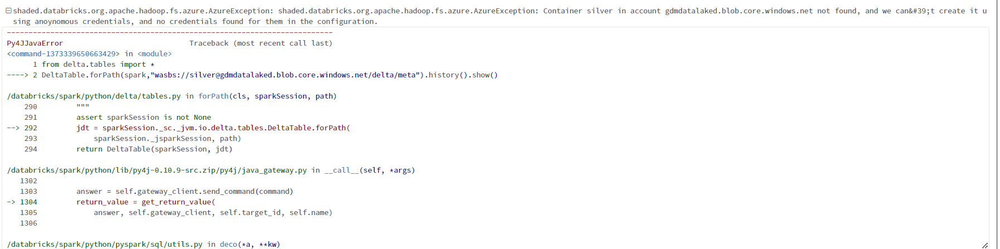 shaded.databricks.org.apache.hadoop.fs.azure.AzureException: shaded.databricks.org.apache.hadoop.fs.azure.AzureException: Container silver in account gdmdatalaked.blob.core.windows.net not found, and we can&#39;t create it u
sing anoynomous credentials, and no credentials found for them in the configuration.
---------------------------------------------------------------------------
Py4JJavaError                             Traceback (most recent call last)
<command-1373339650663429> in <module>
      1 from delta.tables import *
----> 2 DeltaTable.forPath(spark,"wasbs://silver@gdmdatalaked.blob.core.windows.net/delta/meta").history().show()

/databricks/spark/python/delta/tables.py in forPath(cls, sparkSession, path)
    290         """
    291         assert sparkSession is not None
--> 292         jdt = sparkSession._sc._jvm.io.delta.tables.DeltaTable.forPath(
    293             sparkSession._jsparkSession, path)
    294         return DeltaTable(sparkSession, jdt)

/databricks/spark/python/lib/py4j-0.10.9-src.zip/py4j/java_gateway.py in __call__(self, *args)
   1302
   1303         answer = self.gateway_client.send_command(command)
-> 1304         return_value = get_return_value(
   1305             answer, self.gateway_client, self.target_id, self.name)
   1306

/databricks/spark/python/pyspark/sql/utils.py in deco(*a, **kw)